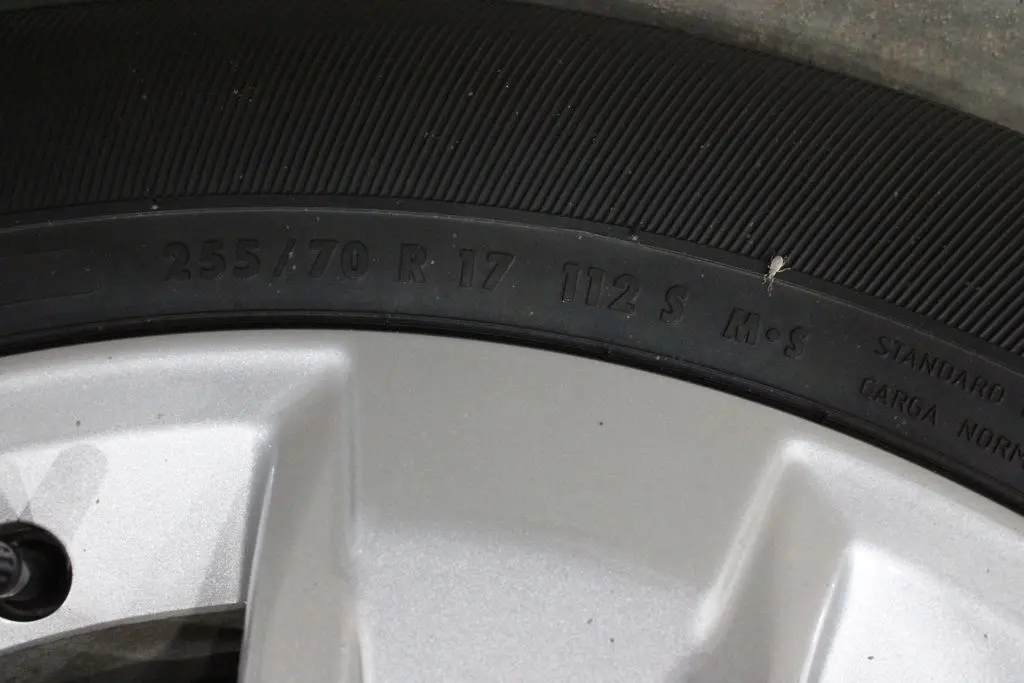 255/70 R 17 112 S M•S
STANDARD
CARGA NORM